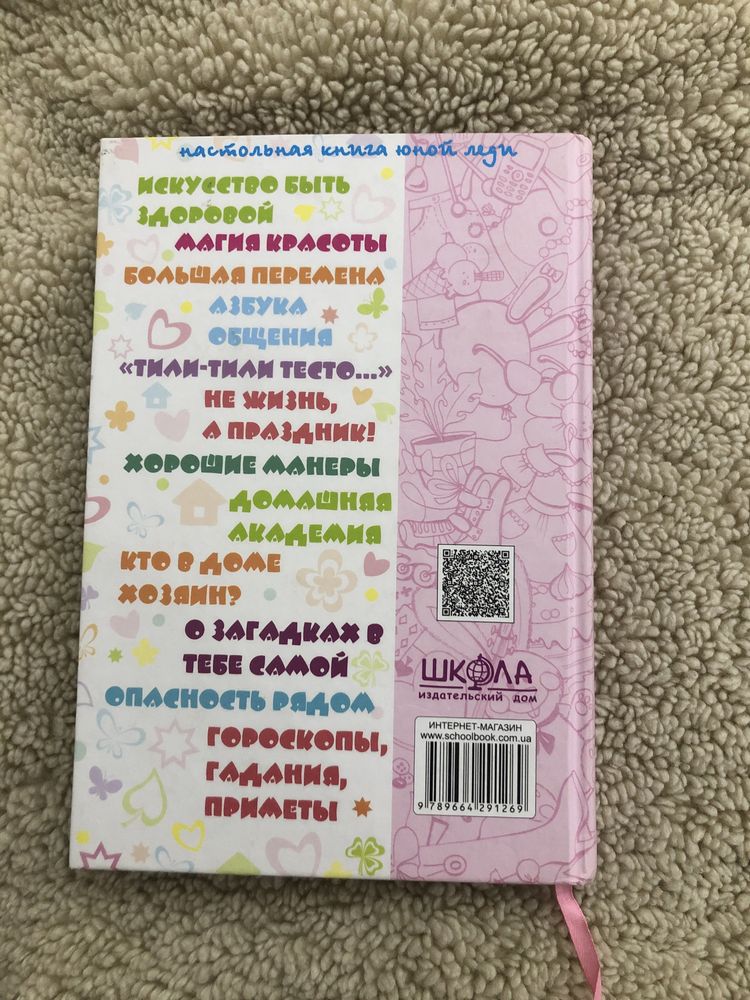 настольная книга юной леди
ИСКУССТВО БЫТЬ
ЗДОРОВОЙ
МАГИЯ КРАСОТЫ
БОЛЬШАЯ ПЕРЕМЕНА
АЗБУКА
ОБЩЕНИЯ
«ТИЛИ-ТИЛИ ТЕСТО...»
НЕ ЖИЗНЬ,
А ПРАЗДНИК!
ХОРОШИЕ МАНЕРЫ
ДОМАШНЯЯ
АКАДЕМИЯ
КТО В ДОМЕ
ХОЗЯИН?
О ЗАГАДКАХ В
ТЕБЕ САМОЙ
ОПАСНОСТЬ РЯДОМ
ГОРОСКОПЫ,
ГАДАНИЯ,
ПРИМЕТЫ
ШКОЛА
издательский дом
ИНТЕРНЕТ-МАГАЗИН
www.schoolbook.com.ua
9 789664 291269